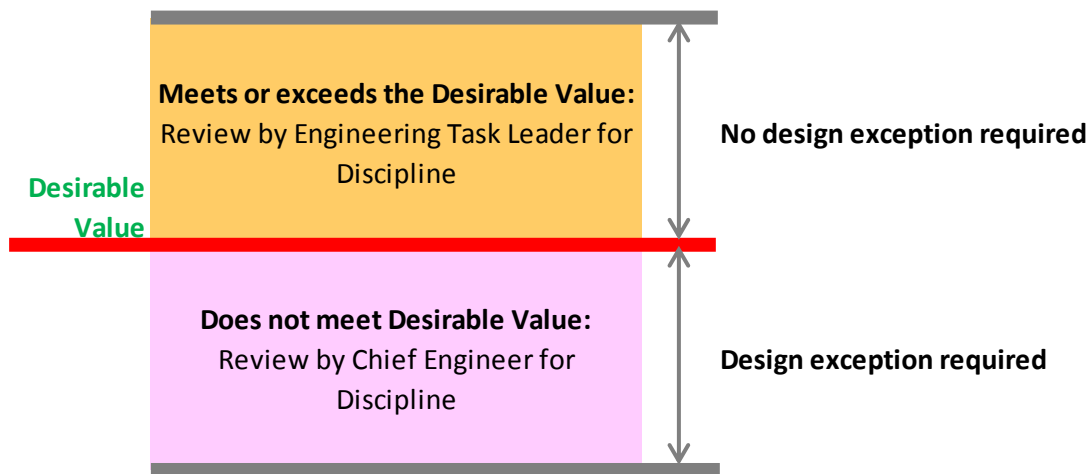 Meets or exceeds the Desirable Value:
Review by Engineering Task Leader for
Discipline
No design exception required
Desirable
Value
Does not meet Desirable Value:
Review by Chief Engineer for
Discipline
Design exception required